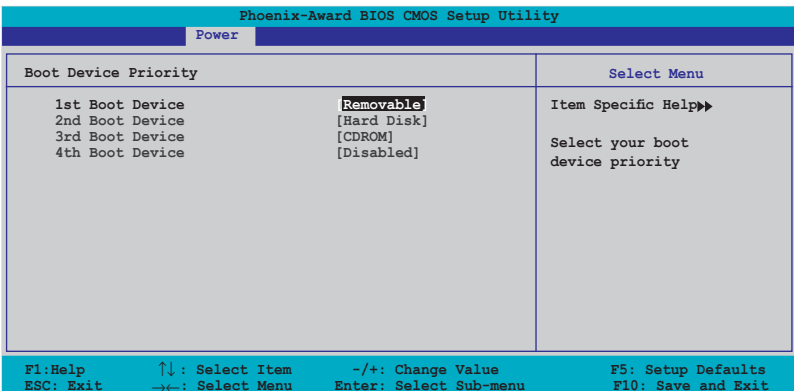 Phoenix-Award BIOS CMOS Setup Utility
Power
Boot Device Priority
Select Menu
1st Boot Device [Removable]
2nd Boot Device [Hard Disk]
3rd Boot Device [CDROM]
4th Boot Device [Disabled]
Item Specific Help▶▶
Select your boot
device priority
F1:Help ↑↓: Select Item -/+: Change Value F5: Setup Defaults
ESC: Exit →←: Select Menu Enter: Select Sub-menu F10: Save and Exit